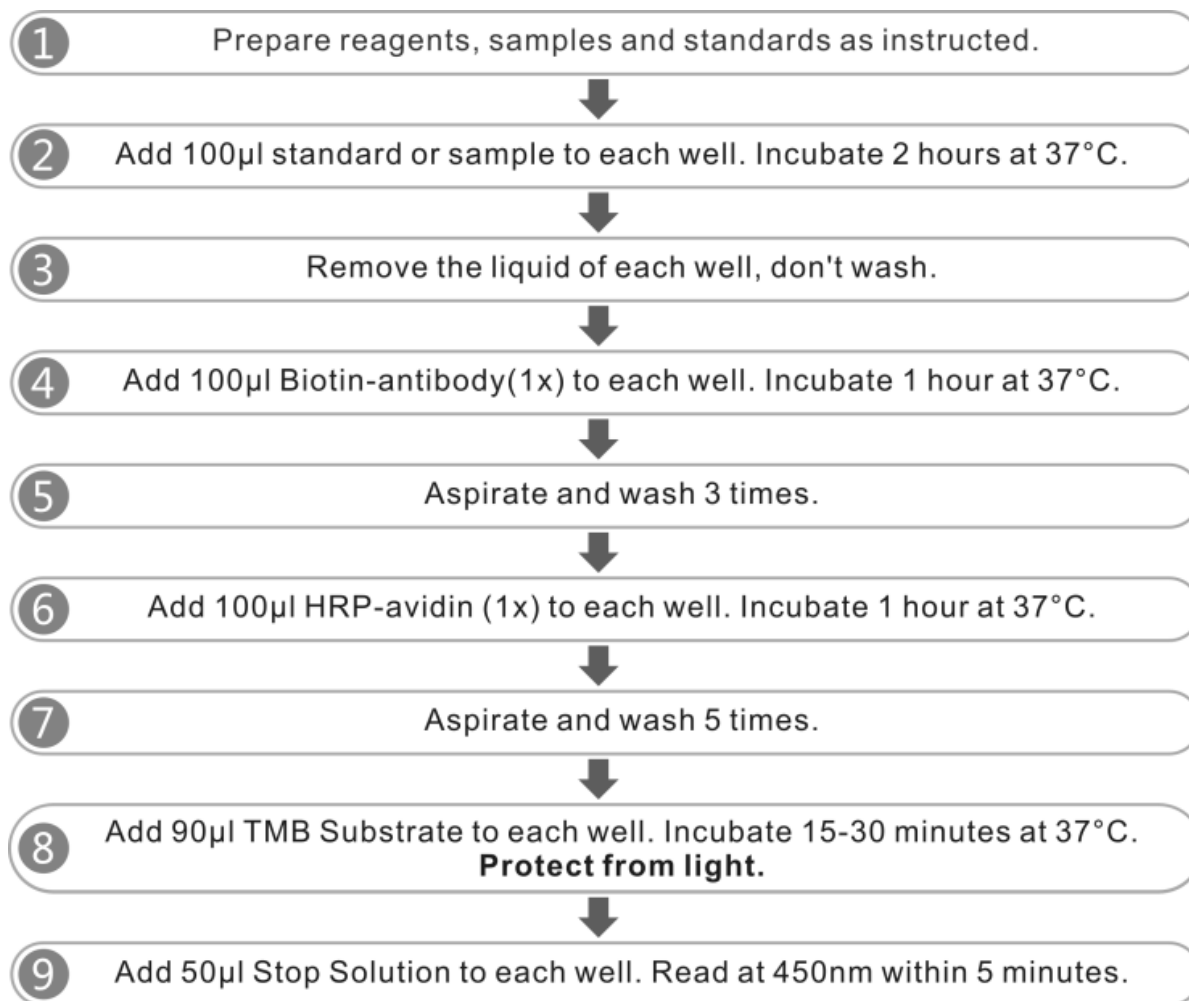 1 Prepare reagents, samples and standards as instructed.
2 Add 100μl standard or sample to each well. Incubate 2 hours at 37°C.
3 Remove the liquid of each well, don't wash.
4 Add 100μl Biotin-antibody(1x) to each well. Incubate 1 hour at 37°C.
5 Aspirate and wash 3 times.
6 Add 100μl HRP-avidin (1x) to each well. Incubate 1 hour at 37°C.
7 Aspirate and wash 5 times.
8 Add 90μl TMB Substrate to each well. Incubate 15-30 minutes at 37°C.
Protect from light.
9 Add 50μl Stop Solution to each well. Read at 450nm within 5 minutes.